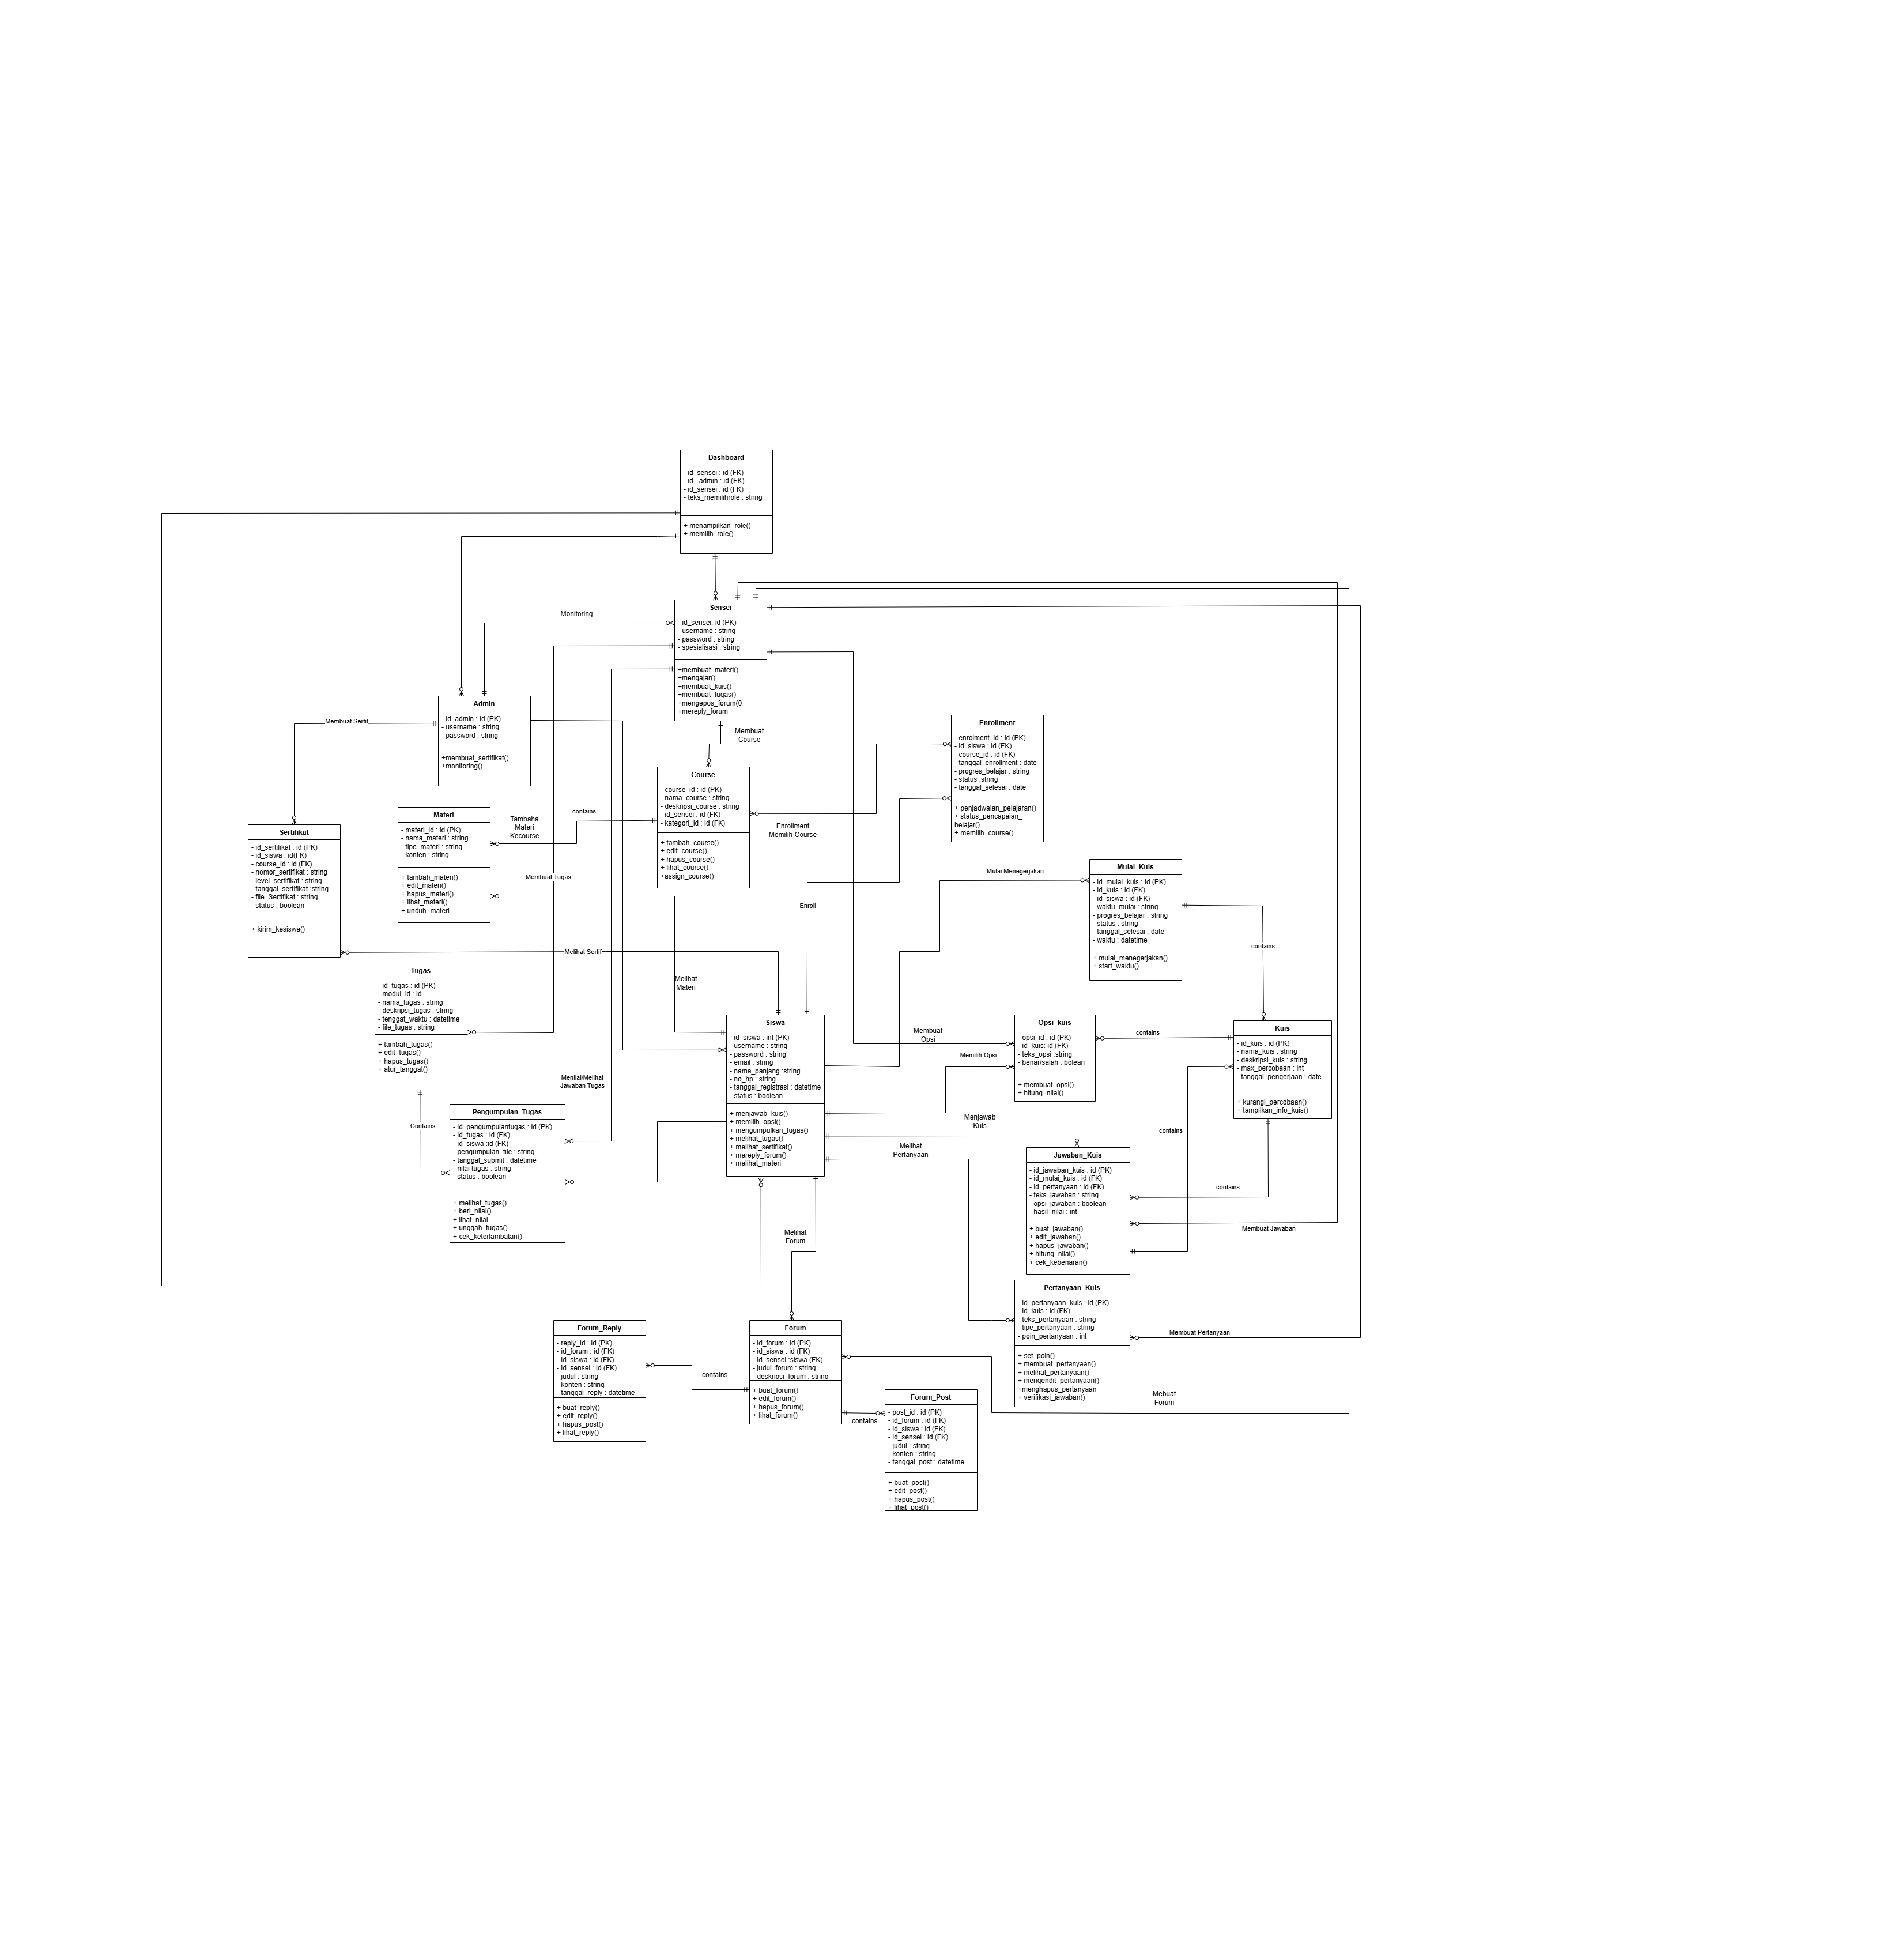 Dashboard
- id_sensei : id (FK)
- id_ admin : id (FK)
- id_sensei : id (FK)
- teks_memilihrole : string
+ menampilkan_role()
+ memilih_role()
Monitoring
Sensei
- id_sensei: id (PK)
- username : string
- password : string
- spesialisasi : string
+membuat_materi()
+mengajar()
+membuat_kuis()
+membuat_tugas()
+mengepos_forum(0
+mereply_forum
Admin
- id_admin : id (PK)
- username : string
- password : string
+membuat_sertifikat()
+monitoring()
Membuat Sertif
Membuat
Course
Enrollment
- enrolment_id : id (PK)
- id_siswa : id (FK)
- course_id : id (FK)
- tanggal_enrollment : date
- progres_belajar : string
- status :string
- tanggal_selesai : date
+ penjadwalan_pelajaran()
+ status_pencapaian_
belajar()
+ memilih_course()
Course
- course_id : id (PK)
- nama_course : string
- deskripsi_course : string
- id_sensei : id (FK)
- kategori_id : id (FK)
+ tambah_course()
+ edit_course()
+ hapus_course()
+ lihat_course()
+assign_course()
Enrollment
Memilih Course
contains
Tambaha
Materi
Kecourse
Materi
- materi_id : id (PK)
- nama_materi : string
- tipe_materi : string
- konten : string
+ tambah_materi()
+ edit_materi()
+ hapus_materi()
+ lihat_materi()
+ unduh_materi
Sertifikat
- id_sertifikat : id (PK)
- id_siswa : id(FK)
- course_id : id (FK)
- nomor_sertifikat : string
- level_sertifikat : string
- tanggal_sertifikat :string
- file_Sertifikat : string
- status : boolean
+ kirim_kesiswa()
Membuat Tugas
Enroll
Mulai Menegerjakan
Mulai_Kuis
- id_mulai_kuis : id (PK)
- id_kuis : id (FK)
- id_siswa : id (FK)
- waktu_mulai : string
- progres_belajar : string
- status : string
- tanggal_selesai : date
- waktu : datetime
+ mulai_menegerjakan()
+ start_waktu()
contains
Melihat Sertif
Melihat
Materi
Tugas
- id_tugas : id (PK)
- modul_id : id
- nama_tugas : string
- deskripsi_tugas : string
- tenggat_waktu : datetime
- file_tugas : string
+ tambah_tugas()
+ edit_tugas()
+ hapus_tugas()
+ atur_tanggat()
Siswa
- id_siswa : int (PK)
- username : string
- password : string
- email : string
- nama_panjang :string
- no_hp : string
- tanggal_registrasi : datetime
- status : boolean
+ menjawab_kuis()
+ memilih_opsi()
+ mengumpulkan_tugas()
+ melihat_tugas()
+ melihat_sertifikat()
+ mereply_forum()
+ melihat_materi
Membuat
Opsi
Memilih Opsi
Opsi_kuis
- opsi_id : id (PK)
- id_kuis: id (FK)
- teks_opsi :string
- benar/salah : bolean
+ membuat_opsi()
+ hitung_nilai()
contains
Kuis
- id_kuis : id (PK)
- nama_kuis : string
- deskripsi_kuis : string
- max_percobaan : int
- tanggal_pengerjaan : date
+ kurangi_percobaan()
+ tampilkan_info_kuis()
Menilai/Melihat
Jawaban Tugas
Contains
Pengumpulan_Tugas
- id_pengumpulantugas : id (PK)
- id_tugas : id (FK)
- id_siswa :id (FK)
- pengumpulan_file : string
- tanggal_submit : datetime
- nilai tugas : string
- status : boolean
+ melihat_tugas()
+ beri_nilai()
+ lihat_nilai
+ unggah_tugas()
+ cek_keterlambatan()
Menjawab
Kuis
Melihat
Pertanyaan
contains
Jawaban_Kuis
- id_jawaban_kuis : id (PK)
- id_mulai_kuis : id (FK)
- id_pertanyaan : id (FK)
- teks_jawaban : string
- opsi_jawaban : boolean
- hasil_nilai : int
+ buat_jawaban()
+ edit_jawaban()
+ hapus_jawaban()
+ hitung_nilai()
+ cek_kebenaran()
contains
Membuat Jawaban
Melihat
Forum
Pertanyaan_Kuis
- id_pertanyaan_kuis : id (PK)
- id_kuis : id (FK)
- teks_pertanyaan : string
- tipe_pertanyaan : string
- poin_pertanyaan : int
+ set_poin()
+ membuat_pertanyaan()
+ melihat_pertanyaan()
+ mengendit_pertanyaan()
+menghapus_pertanyaan
+ verifikasi_jawaban()
Membuat Pertanyaan
Mebuat
Forum
Forum_Reply
- reply_id : id (PK)
- id_forum : id (FK)
- id_siswa : id (FK)
- id_sensei : id (FK)
- judul : string
- konten : string
- tanggal_reply : datetime
+ buat_reply()
+ edit_reply()
+ hapus_post()
+ lihat_reply()
contains
Forum
- id_forum : id (PK)
- id_siswa : id (FK)
- id_sensei :siswa (FK)
- judul_forum : string
- deskripsi_forum : string
+ buat_forum()
+ edit_forum()
+ hapus_forum()
+ lihat_forum()
contains
Forum_Post
- post_id : id (PK)
- id_forum : id (FK)
- id_siswa : id (FK)
- id_sensei : id (FK)
- judul : string
- konten : string
- tanggal_post : datetime
+ buat_post()
+ edit_post()
+ hapus_post()
+ lihat_post()